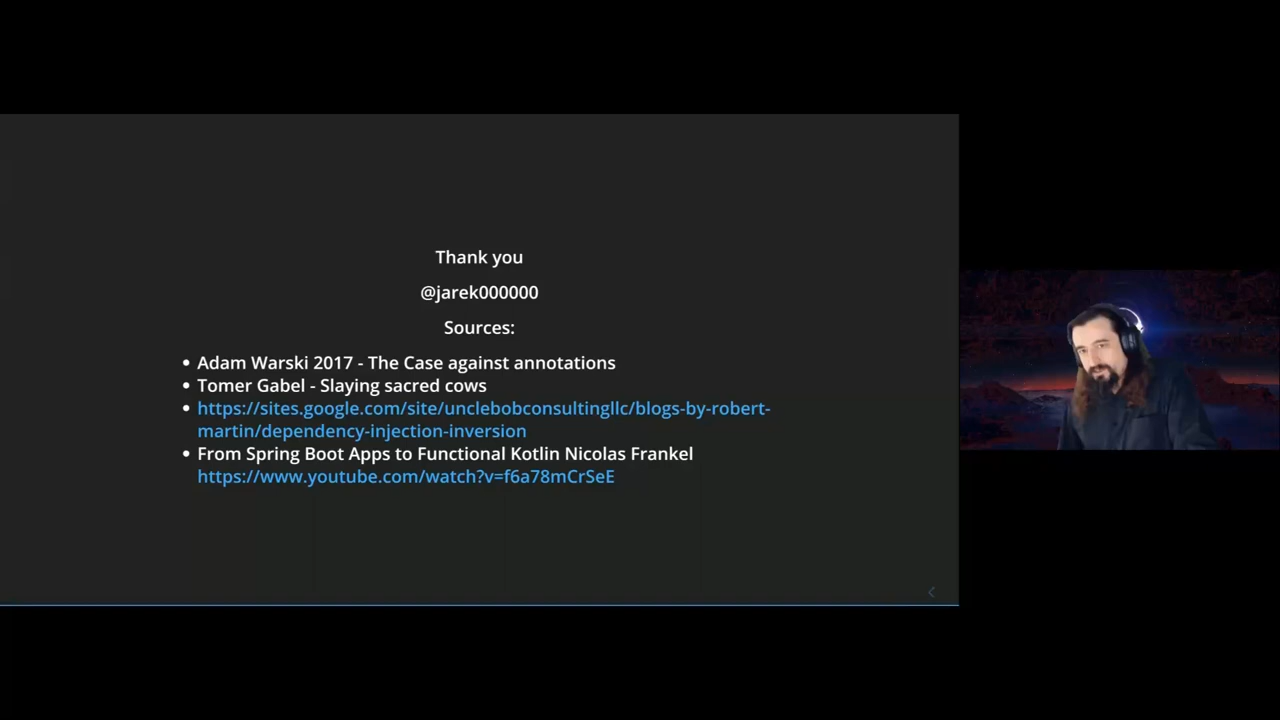 Thank you
@jarek000000
Sources:
• Adam Warski 2017 - The Case against annotations
• Tomer Gabel - Slaying sacred cows
• https://sites.google.com/site/unclebobconsultingllc/blogs-by-robert-
martin/dependency-injection-inversion
• From Spring Boot Apps to Functional Kotlin Nicolas Frankel
https://www.youtube.com/watch?v=f6a78mCrSeE